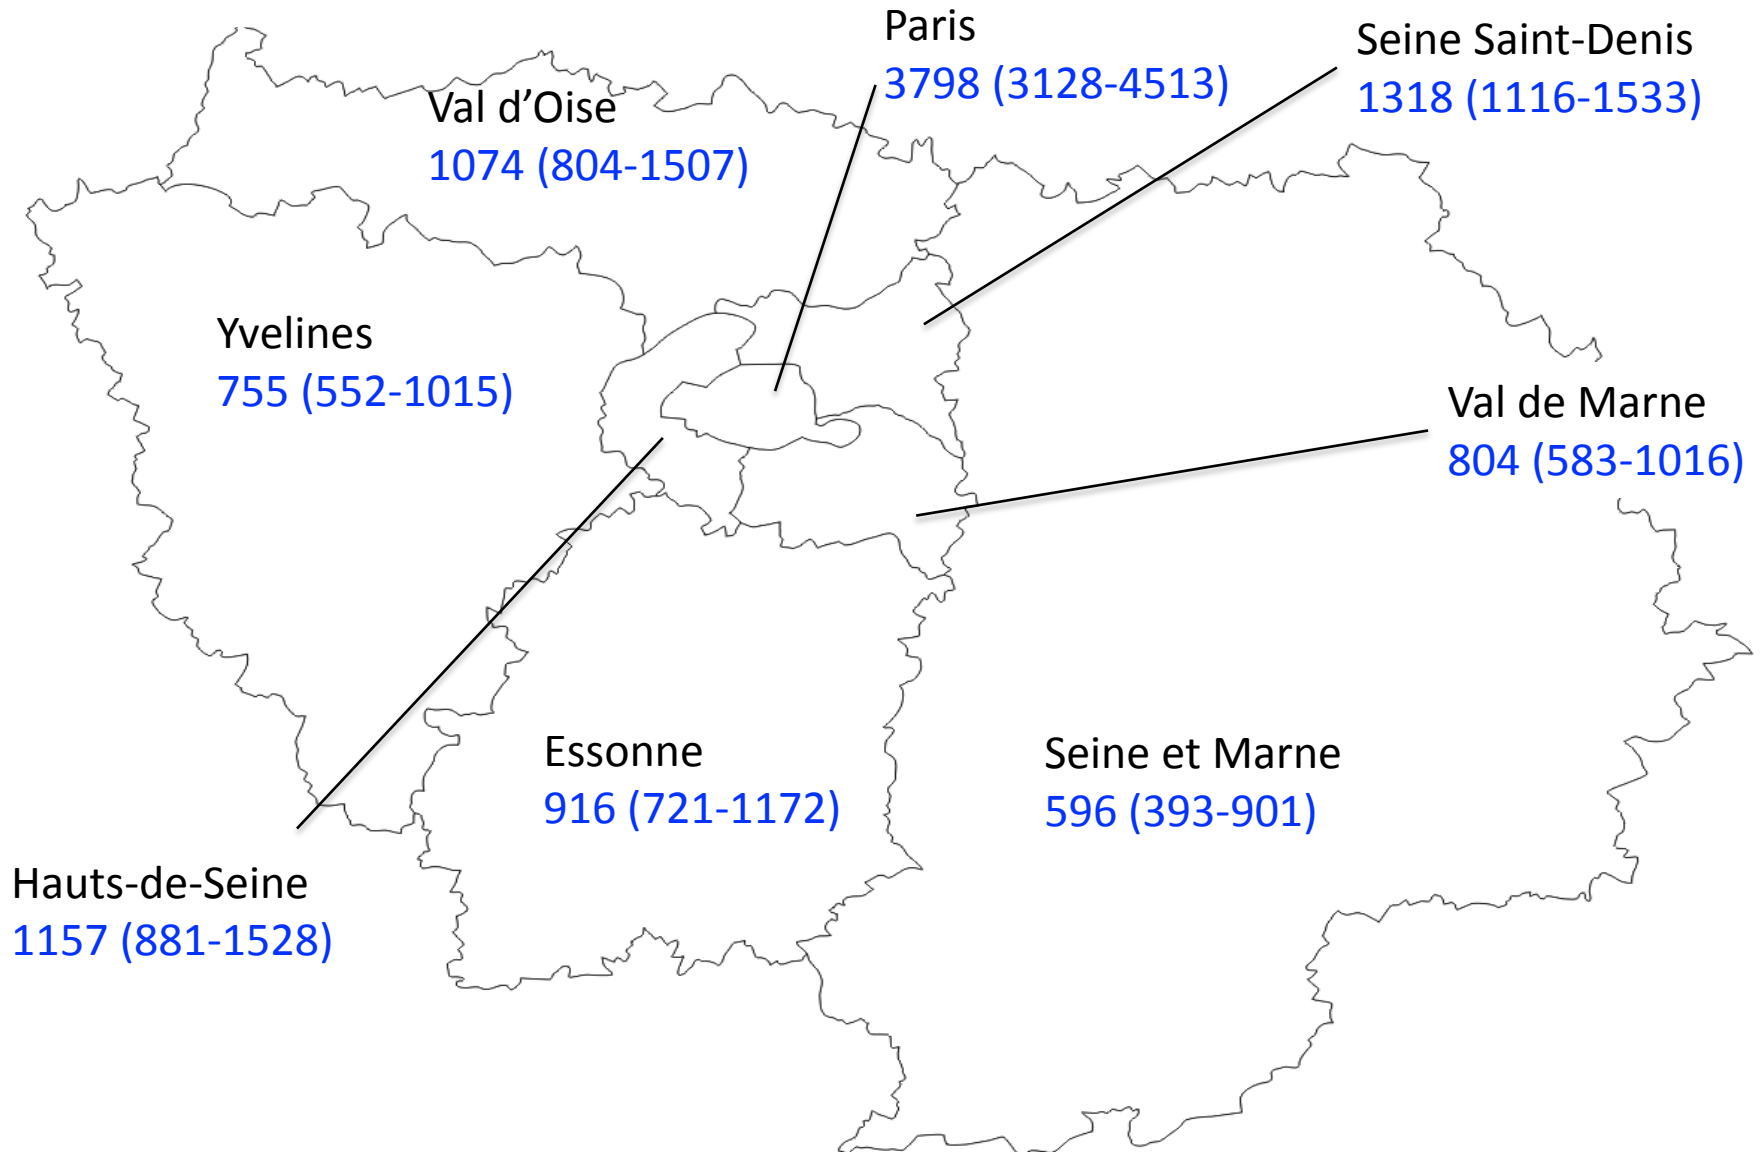 Paris
3798 (3128-4513)
Seine Saint-Denis
1318 (1116-1533)
Val d’Oise
1074 (804-1507)
Yvelines
755 (552-1015)
Val de Marne
804 (583-1016)
Essonne
916 (721-1172)
Seine et Marne
596 (393-901)
Hauts-de-Seine
1157 (881-1528)